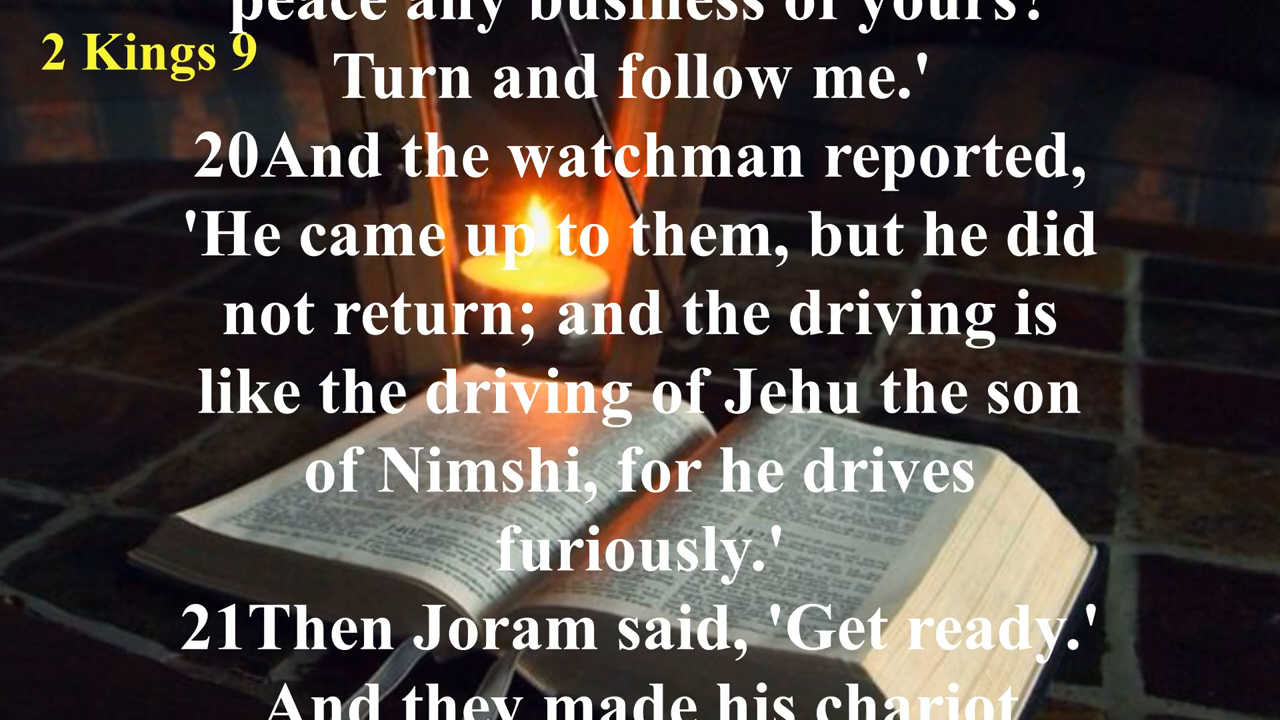 peace any business of yours?
2 Kings 9
Turn and follow me.'
20And the watchman reported,
'He came up to them, but he did
not return; and the driving is
like the driving of Jehu the son
of Nimshi, for he drives
furiously.'
21Then Joram said, 'Get ready.'
And they made his chariot